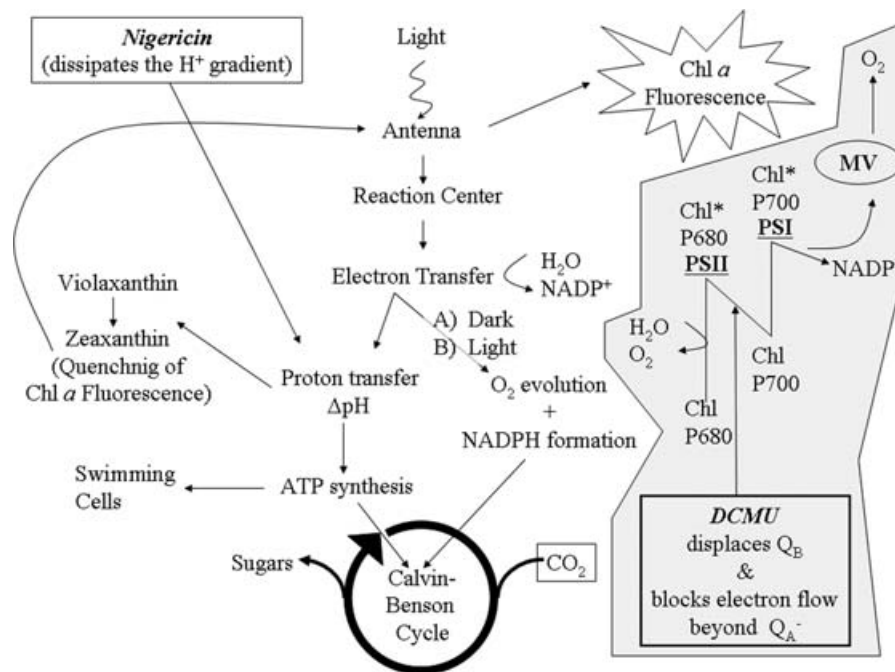 Nigericin
(dissipates the H⁺ gradient)
Light
Chl a
Fluorescence
O₂
Antenna
MV
Chl*
P700
PSI
Reaction Center
Chl*
P680
PSII
Electron Transfer
H₂O
NADP⁺
NADP
Violaxanthin
A) Dark
B) Light
H₂O
O₂
Zeaxanthin
(Quenchnig of
Chl a Fluorescence)
Proton transfer
ΔpH
O₂ evolution
+
NADPH formation
Chl
P700
Chl
P680
Swimming
Cells
ATP synthesis
DCMU
displaces Q_B
&
blocks electron flow
beyond Q_A⁻
Sugars
Calvin-
Benson
Cycle
CO₂